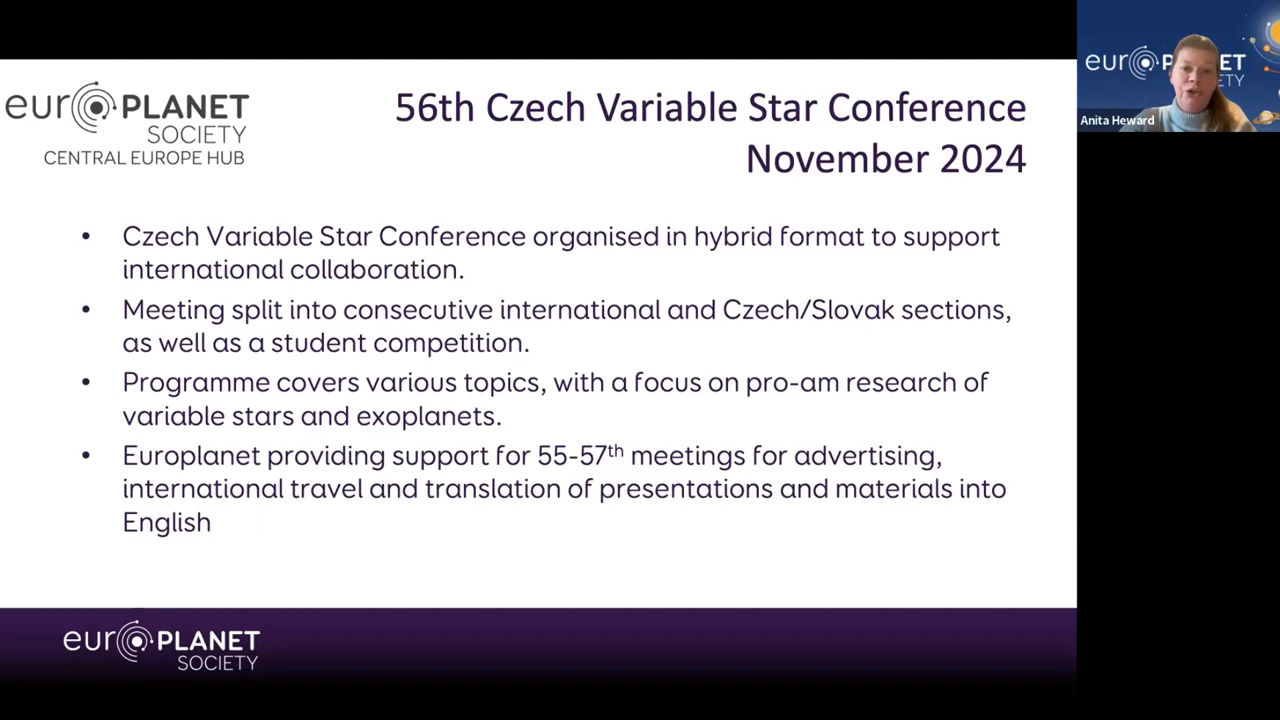 europlanet
SOCIETY
CENTRAL EUROPE HUB
56th Czech Variable Star Conference
November 2024
• Czech Variable Star Conference organised in hybrid format to support
international collaboration.
• Meeting split into consecutive international and Czech/Slovak sections,
as well as a student competition.
• Programme covers various topics, with a focus on pro-am research of
variable stars and exoplanets.
• Europlanet providing support for 55-57th meetings for advertising,
international travel and translation of presentations and materials into
English
euroPLANET
SOCIETY
Anita Heward